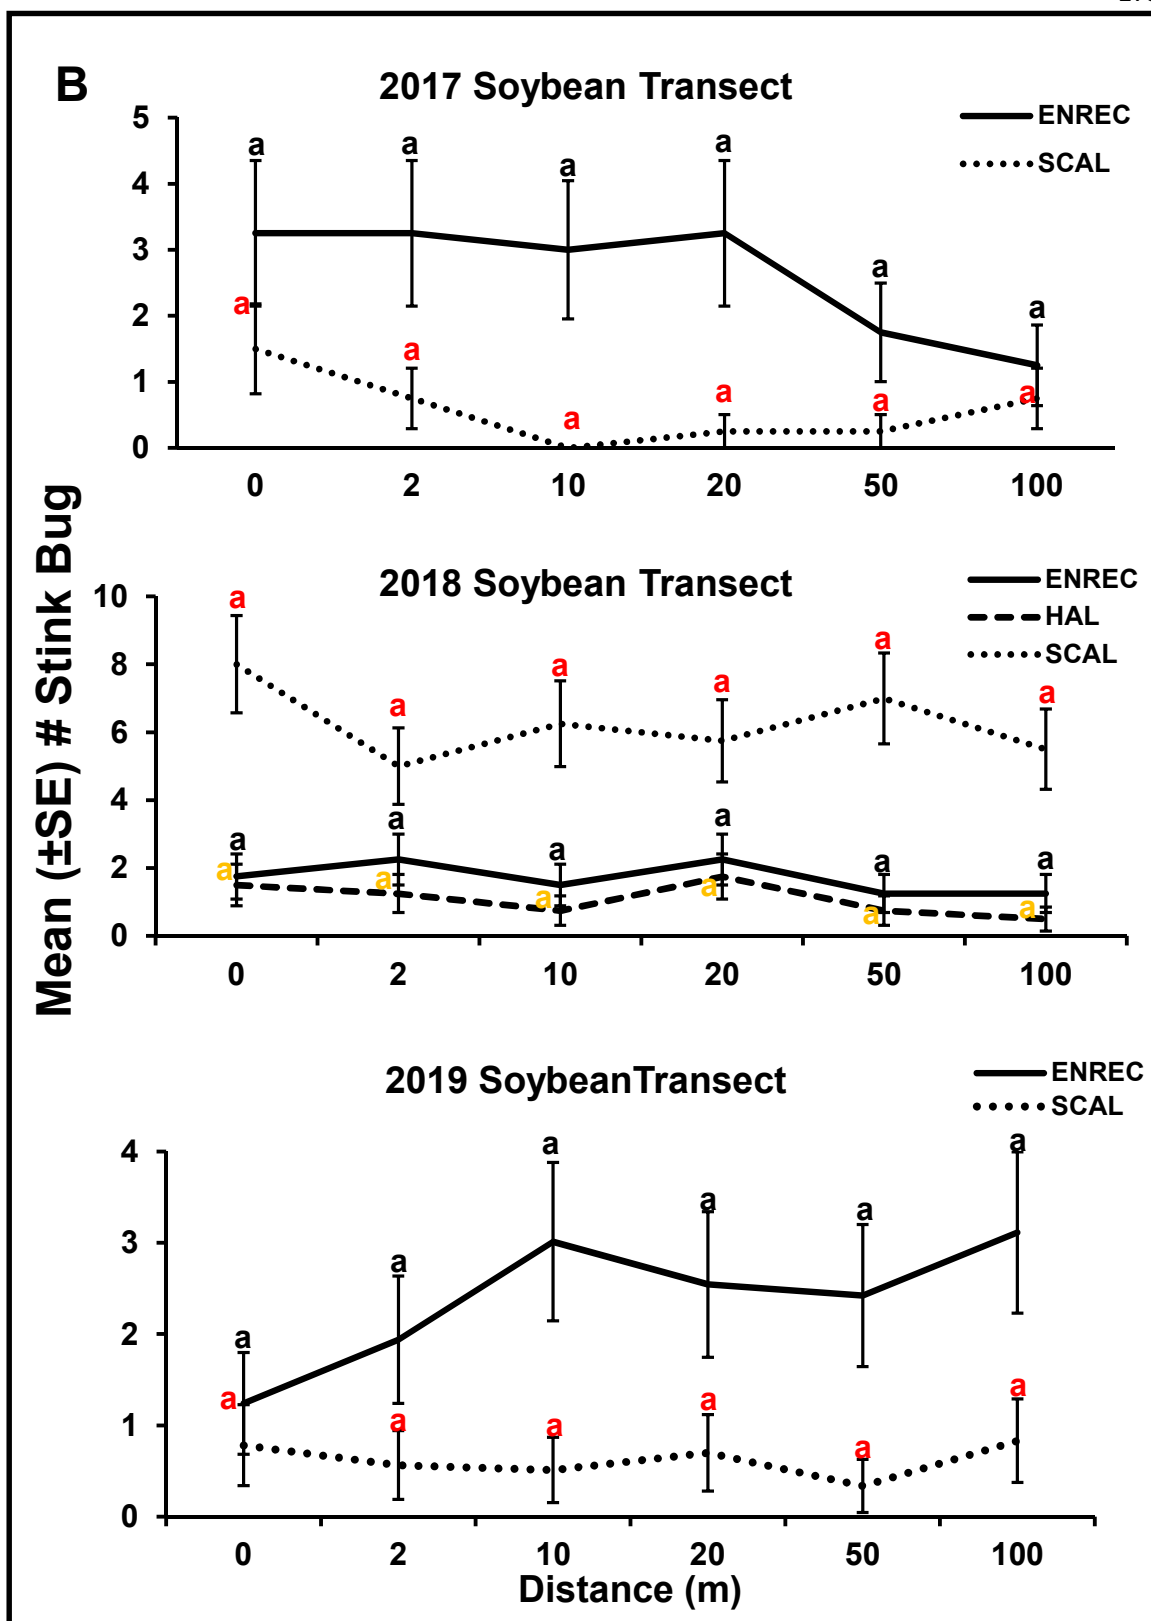 B
2017 Soybean Transect
ENREC
SCAL
5
4
3
2
1
0
a a a a a a
a a a a a a
0 2 10 20 50 100
Mean (±SE) # Stink Bug
2018 Soybean Transect
ENREC
HAL
SCAL
10
8
6
4
2
0
a a a a a a
a a a a a a
a a a a a a
0 2 10 20 50 100
2019 SoybeanTransect
ENREC
SCAL
4
3
2
1
0
a a a a a a
a a a a a a
0 2 10 20 50 100
Distance (m)